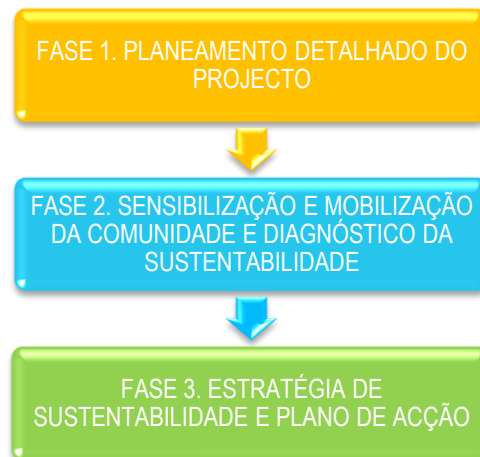 FASE 1. PLANEAMENTO DETALHADO DO
PROJECTO
FASE 2. SENSIBILIZAÇÃO E MOBILIZAÇÃO
DA COMUNIDADE E DIAGNÓSTICO DA
SUSTENTABILIDADE
FASE 3. ESTRATÉGIA DE
SUSTENTABILIDADE E PLANO DE ACÇÃO